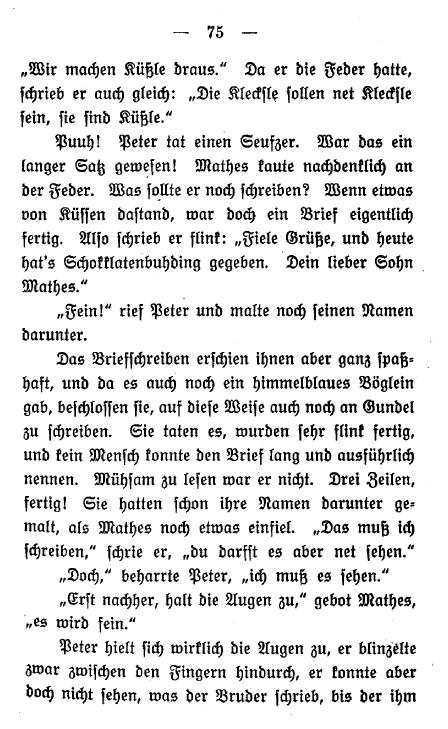 — 75 —
„Wir machen Küßle draus.“ Da er die Feder hatte,
schrieb er auch gleich: „Die Klecksle sollen net Klecksle
sein, sie sind Küßle.“
Puuh! Peter tat einen Seufzer. War das ein
langer Satz gewesen! Mathes kaute nachdenklich an
der Feder. Was sollte er noch schreiben? Wenn etwas
von Küssen dastand, war doch ein Brief eigentlich
fertig. Also schrieb er flink: „Fiele Grüße, und heute
hat's Schokklatenbuhding gegeben. Dein lieber Sohn
Mathes.“
„Fein!“ rief Peter und malte noch seinen Namen
darunter.
Das Briefschreiben erschien ihnen aber ganz spaß-
haft, und da es auch noch ein himmelblaues Böglein
gab, beschlossen sie, auf diese Weise auch noch an Gundel
zu schreiben. Sie taten es, wurden sehr flink fertig,
und kein Mensch konnte den Brief lang und ausführlich
nennen. Mühsam zu lesen war er nicht. Drei Zeilen,
fertig! Sie hatten schon ihre Namen darunter ge-
malt, als Mathes noch etwas einfiel. „Das muß ich
schreiben,“ schrie er, „du darfst es aber net sehen.“
„Doch,“ beharrte Peter, „ich muß es sehen.“
„Erst nachher, halt die Augen zu,“ gebot Mathes,
„es wird fein.“
Peter hielt sich wirklich die Augen zu, er blinzelte
zwar zwischen den Fingern hindurch, er konnte aber
doch nicht sehen, was der Bruder schrieb, bis der ihm